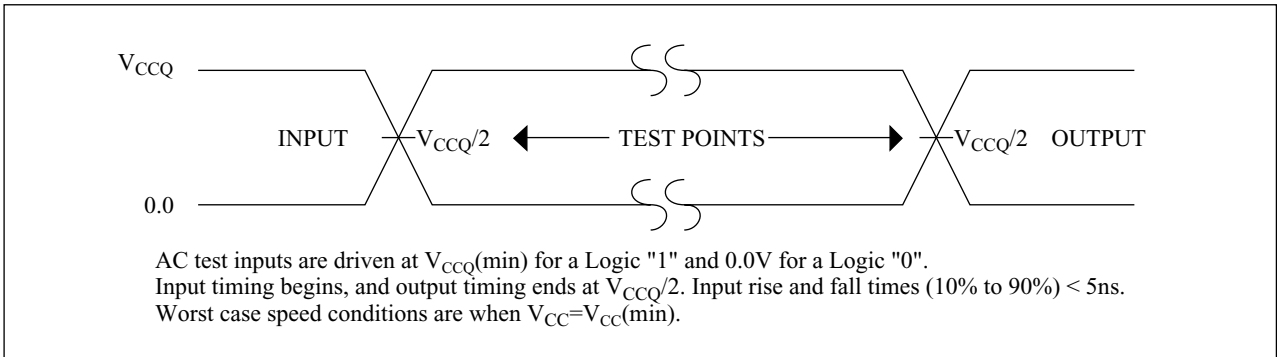 VCCQ
INPUT VCCQ/2 TEST POINTS VCCQ/2 OUTPUT
0.0
AC test inputs are driven at VCCQ(min) for a Logic "1" and 0.0V for a Logic "0".
Input timing begins, and output timing ends at VCCQ/2. Input rise and fall times (10% to 90%) < 5ns.
Worst case speed conditions are when VCC=VCC(min).